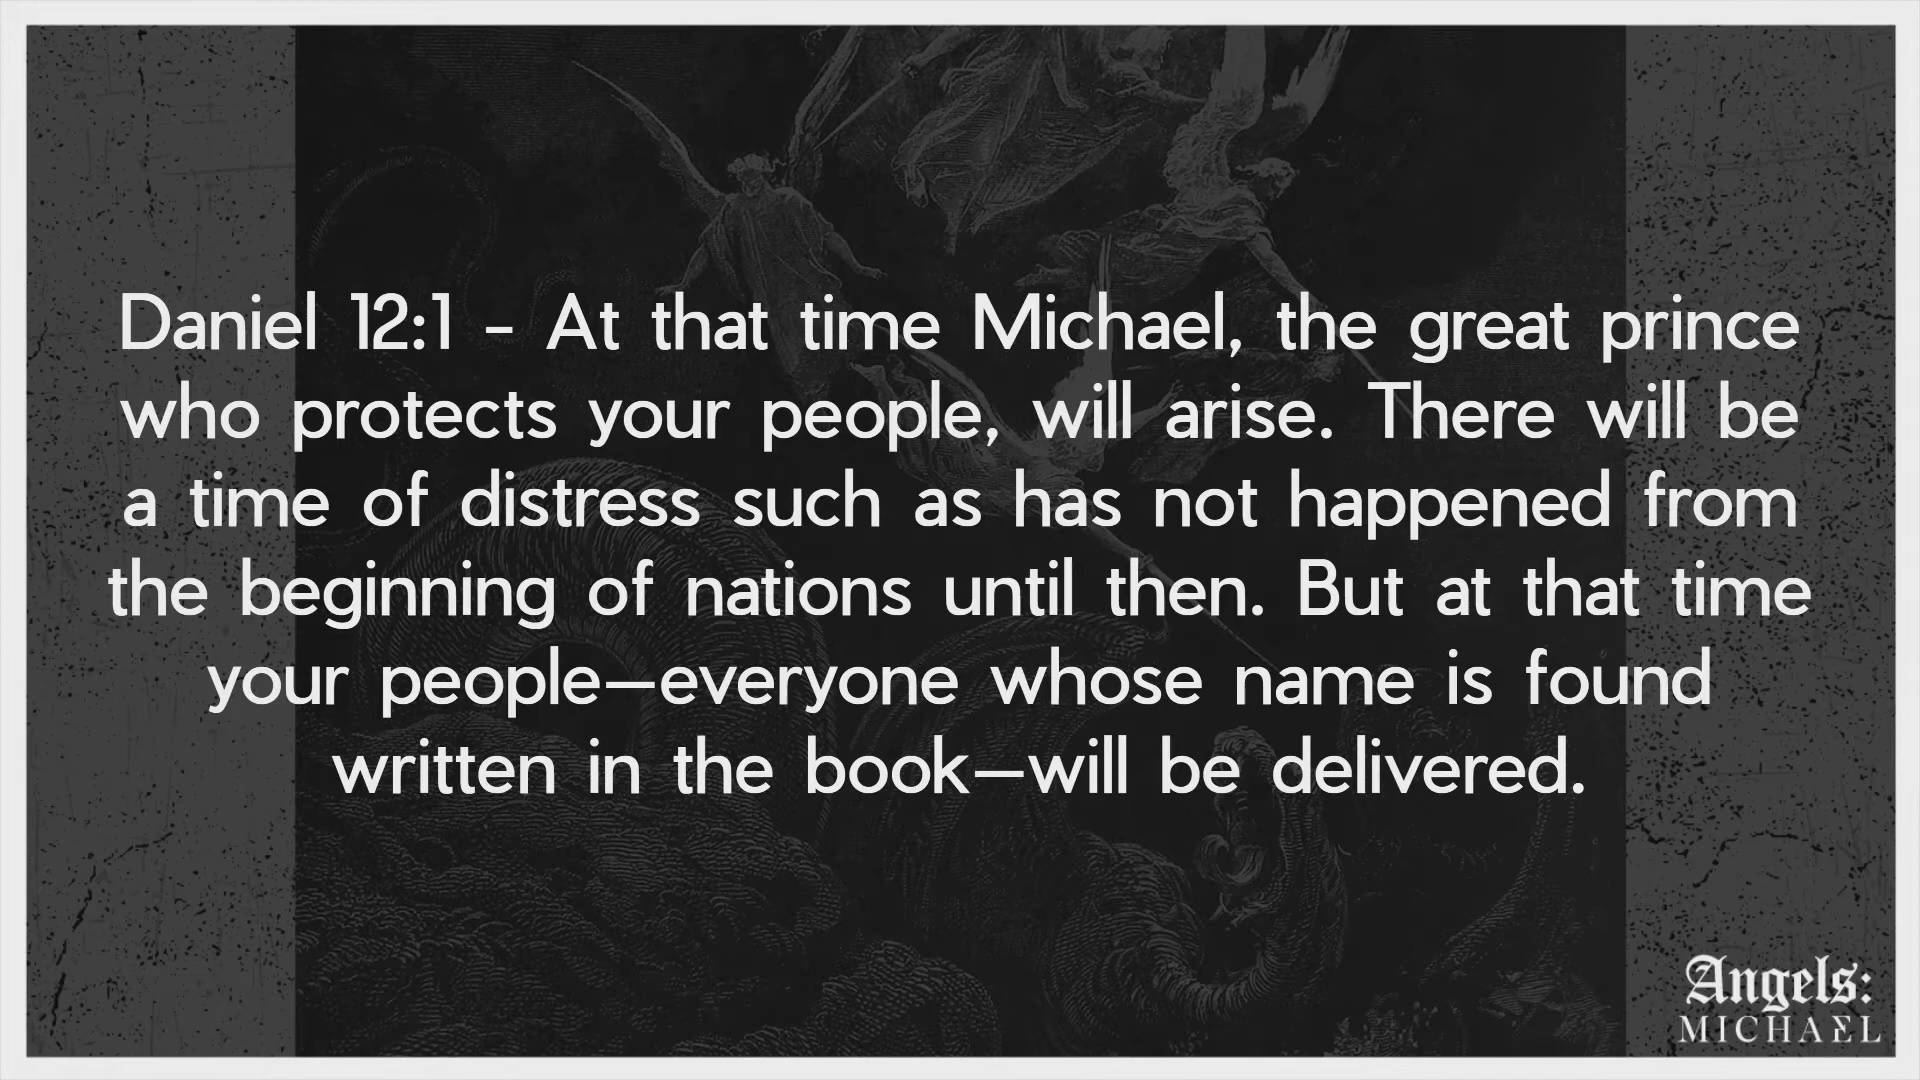 Daniel 12:1 – At that time Michael, the great prince
who protects your people, will arise. There will be
a time of distress such as has not happened from
the beginning of nations until then. But at that time
your people—everyone whose name is found
written in the book—will be delivered.
Angels:
MICHAEL